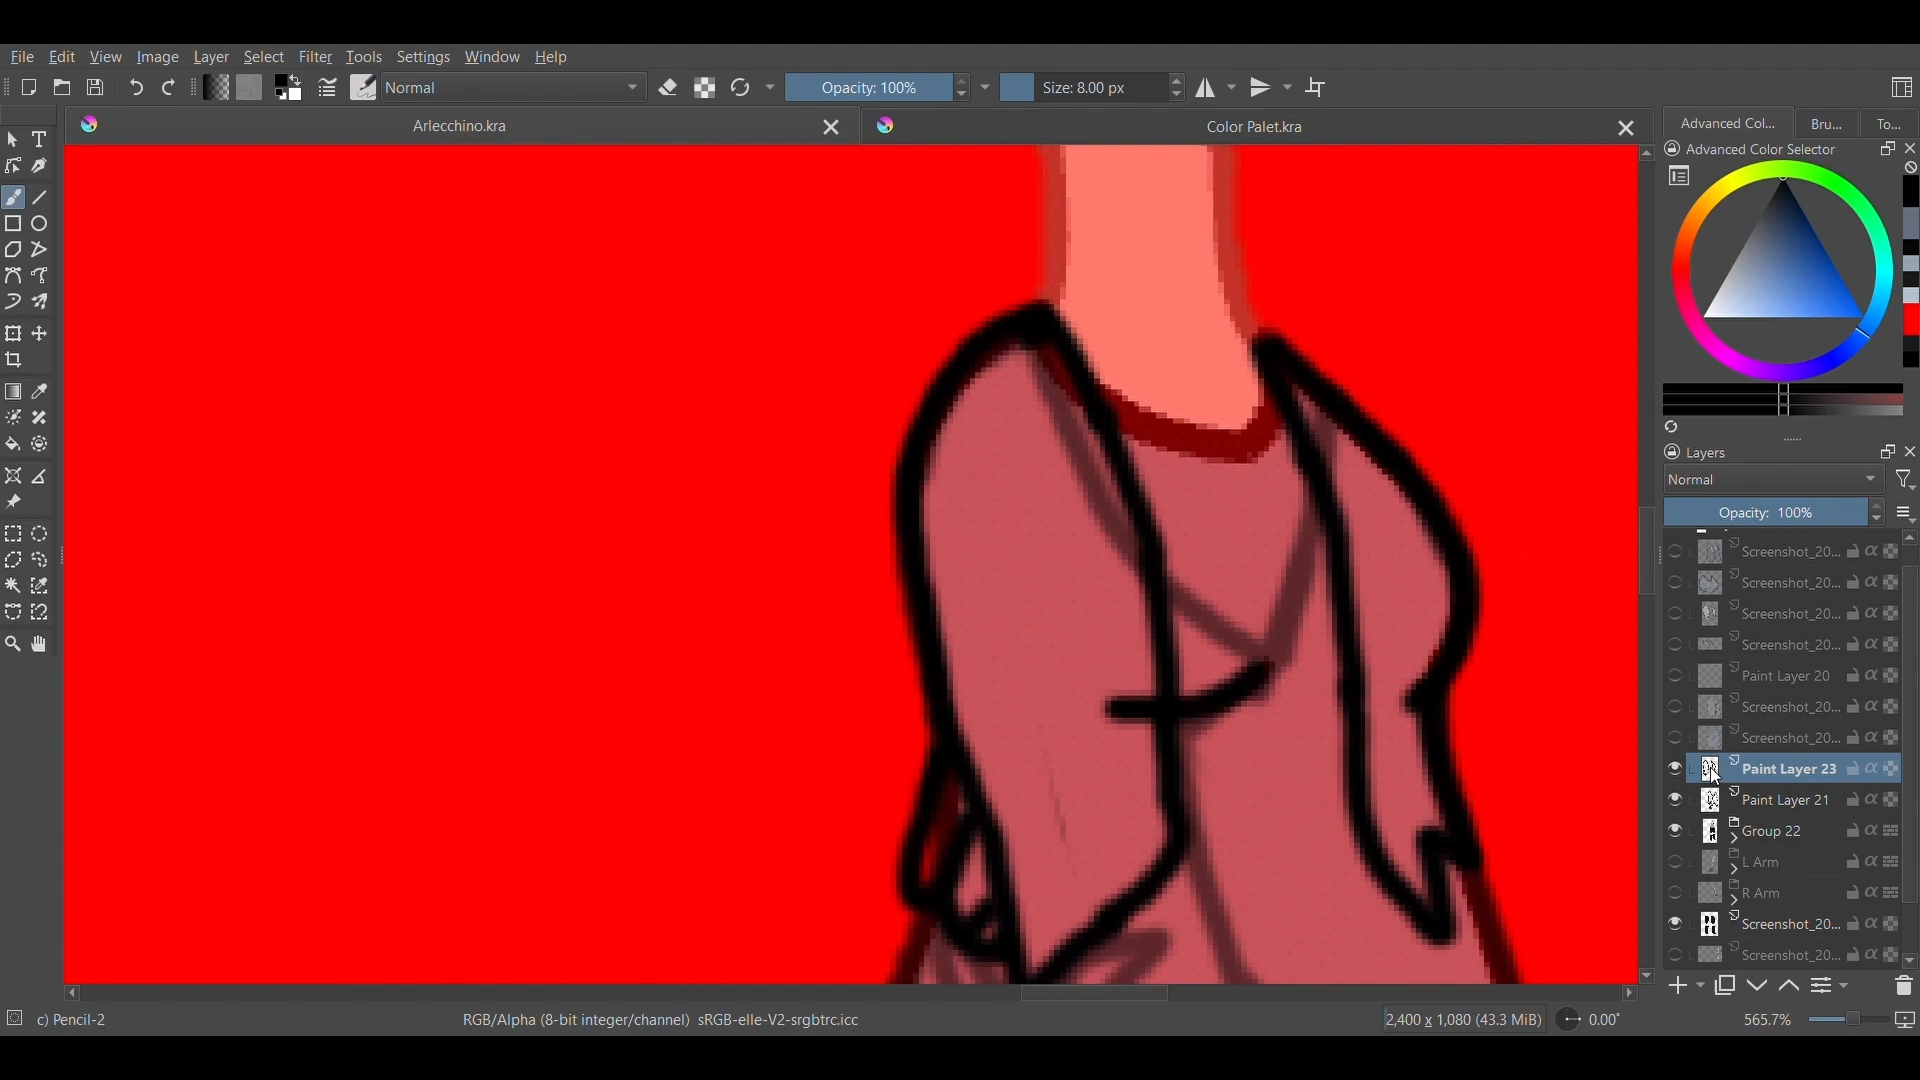 File Edit View Image Layer Select Filter Tools Settings Window Help
Normal Opacity: 100% Size: 8.00 px
Arlecchino.kra Color Palet.kra
Advanced Col... Bru... To...
Advanced Color Selector
Layers
Normal
Opacity: 100%
Screenshot_20...
Screenshot_20...
Screenshot_20...
Screenshot_20...
Paint Layer 20
Screenshot_20...
Screenshot_20...
Paint Layer 23
Paint Layer 21
Group 22
L Arm
R Arm
Screenshot_20...
Screenshot_20...
c) Pencil-2 RGB/Alpha (8-bit integer/channel) sRGB-elle-V2-srgbtrc.icc 2,400 x 1,080 (43.3 MiB) 0.00° 565.7%